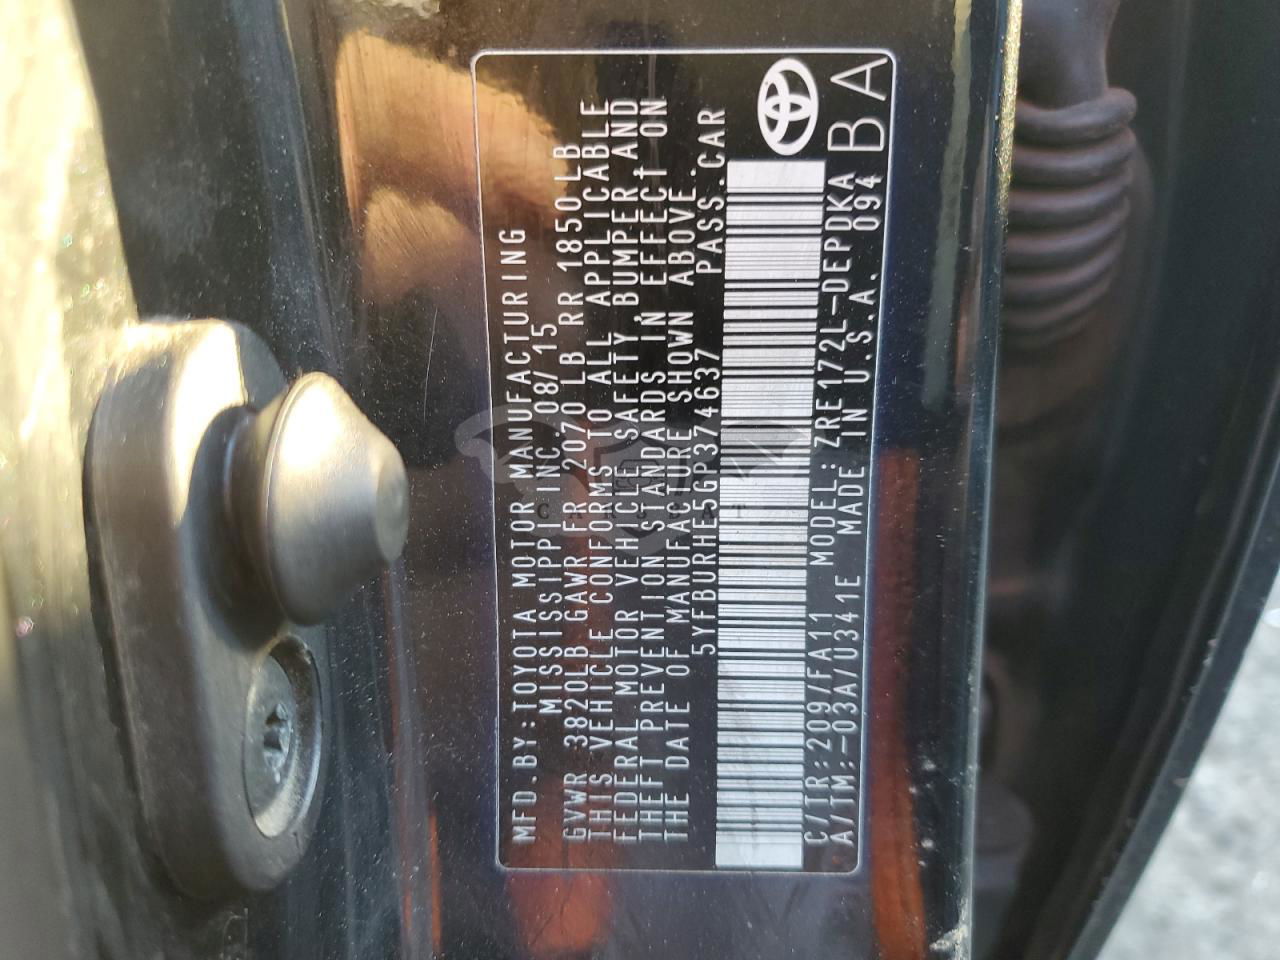 MFD.BY:TOYOTA MOTOR MANUFACTURING
MISSISSIPPI INC. 08/15
GVWR 3820LB GAWR FR 2070 LB RR 1850 LB
THIS VEHICLE CONFORMS TO ALL APPLICABLE
FEDERAL MOTOR VEHICLE SAFETY, BUMPER, AND
THEFT PREVENTION STANDARDS IN EFFECT ON
THE DATE OF MANUFACTURE SHOWN ABOVE.
5YFBURHE5GP374637 PASS.CAR
C/TR:209/FA11 MODEL:ZRE172L-DEPDKA
A/TM:-03A/U341E MADE IN U.S.A. 094
BA